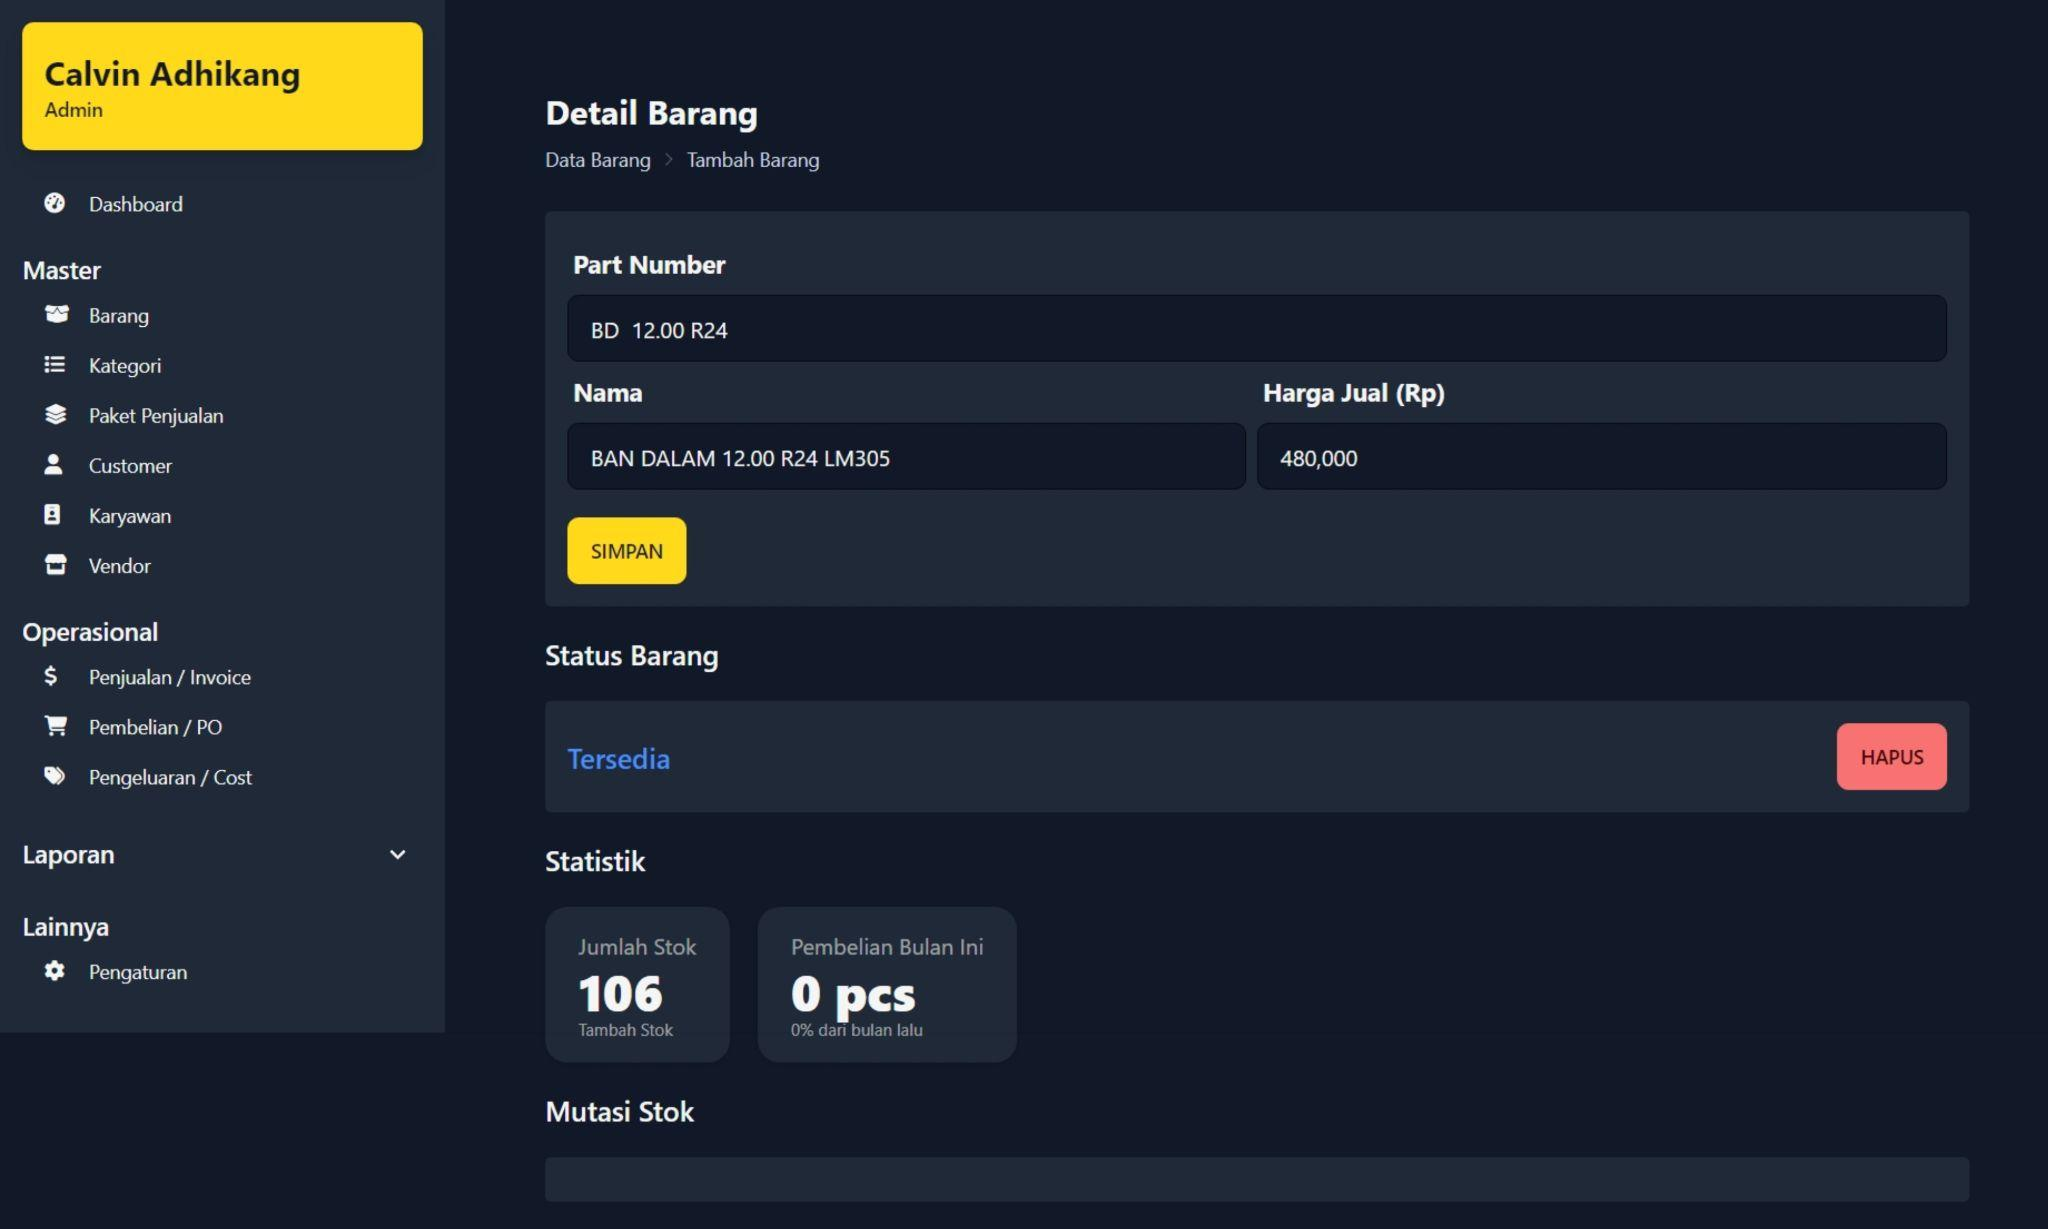 Calvin Adhikang
Admin
Dashboard
Master
Barang
Kategori
Paket Penjualan
Customer
Karyawan
Vendor
Operasional
Penjualan / Invoice
Pembelian / PO
Pengeluaran / Cost
Laporan
Lainnya
Pengaturan
Detail Barang
Data Barang > Tambah Barang
Part Number
BD  12.00 R24
Nama
Harga Jual (Rp)
BAN DALAM 12.00 R24 LM305
480,000
SIMPAN
Status Barang
Tersedia
HAPUS
Statistik
Jumlah Stok
106
Tambah Stok
Pembelian Bulan Ini
0 pcs
0% dari bulan lalu
Mutasi Stok